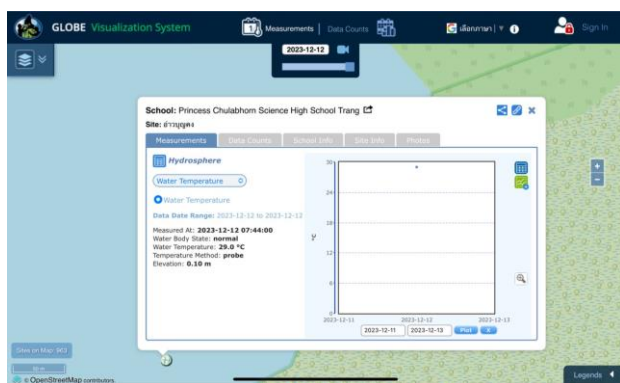 GLOBE Visualization System
1
Measurements | Data Counts
เลือกภาษา | ▼
Sign In
2023-12-12
School: Princess Chulabhorn Science High School Trang
Site: อ่าวบุญคง
Measurements
Data Counts
School Info
Site Info
Photos
Hydrosphere
Water Temperature
Water Temperature
Data Date Range: 2023-12-12 to 2023-12-12
Measured At: 2023-12-12 07:44:00
Water Body State: normal
Water Temperature: 29.0 °C
Temperature Method: probe
Elevation: 0.10 m
30
24
18
°C
12
6
0
2023-12-11
2023-12-12
2023-12-13
2023-12-11
2023-12-13
Plot
X
Sites on Map: 963
50 m
© OpenStreetMap contributors.
Legends